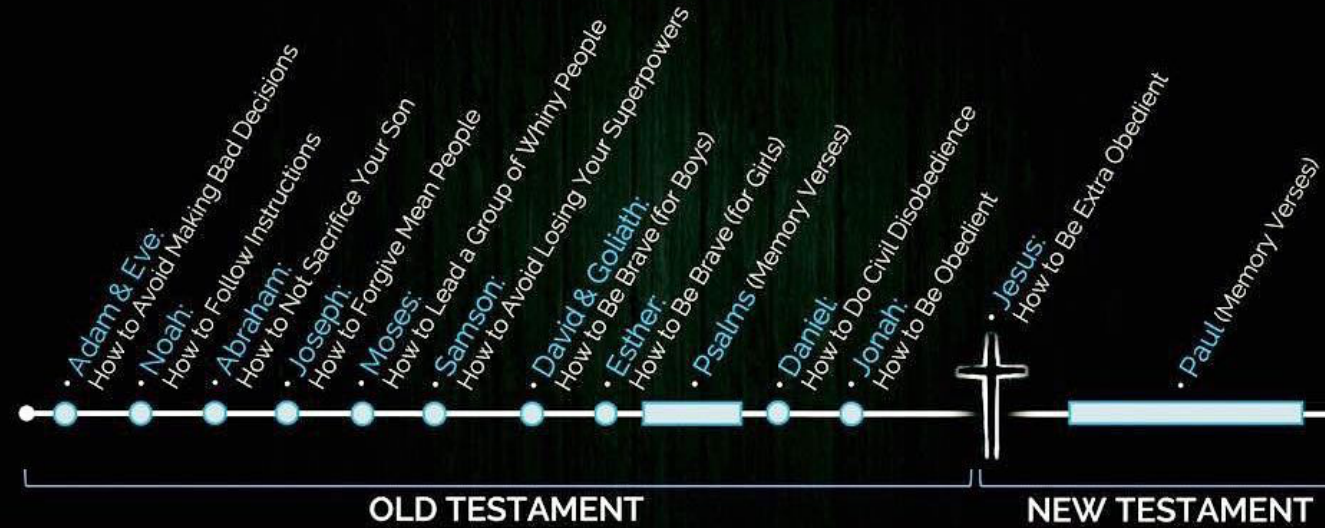 • Adam & Eve:
How to Avoid Making Bad Decisions
• Noah:
How to Follow Instructions
• Abraham:
How to Not Sacrifice Your Son
• Joseph:
How to Forgive Mean People
• Moses:
How to Lead a Group of Whiny People
• Samson:
How to Avoid Losing Your Superpowers
• David & Goliath:
How to Be Brave (for Boys)
• Esther:
How to Be Brave (for Girls)
• Psalms (Memory Verses)
• Daniel:
How to Do Civil Disobedience
• Jonah:
How to Be Obedient
• Jesus:
How to Be Extra Obedient
• Paul (Memory Verses)
OLD TESTAMENT
NEW TESTAMENT